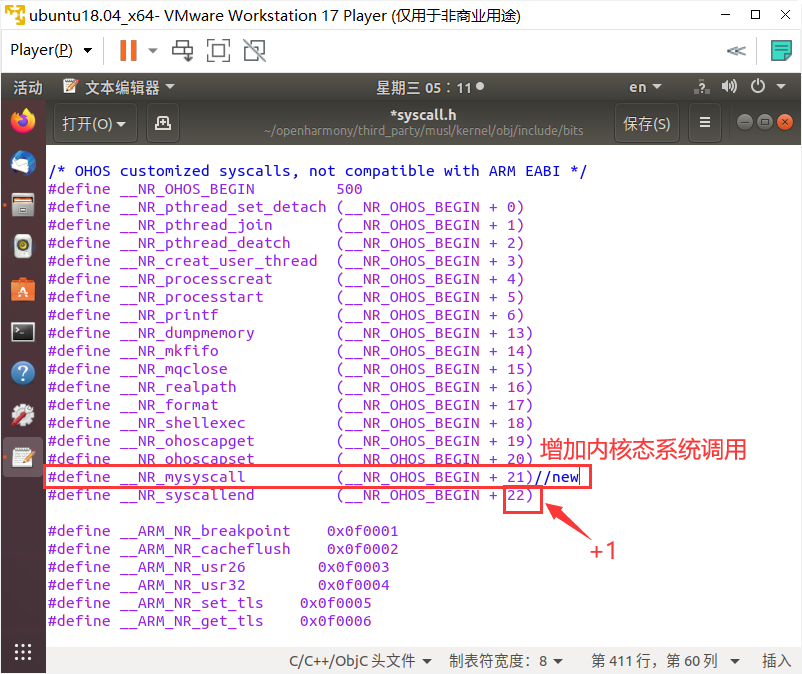 ubuntu18.04_x64- VMware Workstation 17 Player (仅用于非商业用途)
Player(P)
活动 文本编辑器 星期三 05：11 en
打开(O) *syscall.h 保存(S)
~/openharmony/third_party/musl/kernel/obj/include/bits
/* OHOS customized syscalls, not compatible with ARM EABI */
#define __NR_OHOS_BEGIN 500
#define __NR_pthread_set_detach (__NR_OHOS_BEGIN + 0)
#define __NR_pthread_join (__NR_OHOS_BEGIN + 1)
#define __NR_pthread_deatch (__NR_OHOS_BEGIN + 2)
#define __NR_creat_user_thread (__NR_OHOS_BEGIN + 3)
#define __NR_processcreat (__NR_OHOS_BEGIN + 4)
#define __NR_processtart (__NR_OHOS_BEGIN + 5)
#define __NR_printf (__NR_OHOS_BEGIN + 6)
#define __NR_dumpmemory (__NR_OHOS_BEGIN + 13)
#define __NR_mkfifo (__NR_OHOS_BEGIN + 14)
#define __NR_mqclose (__NR_OHOS_BEGIN + 15)
#define __NR_realpath (__NR_OHOS_BEGIN + 16)
#define __NR_format (__NR_OHOS_BEGIN + 17)
#define __NR_shellexec (__NR_OHOS_BEGIN + 18)
#define __NR_ohoscapget (__NR_OHOS_BEGIN + 19)
#define __NR_ohoscapset (__NR_OHOS_BEGIN + 20)
增加内核态系统调用
#define __NR_mysyscall (__NR_OHOS_BEGIN + 21)//new
#define __NR_syscallend (__NR_OHOS_BEGIN + 22)
+1
#define __ARM_NR_breakpoint 0x0f0001
#define __ARM_NR_cacheflush 0x0f0002
#define __ARM_NR_usr26 0x0f0003
#define __ARM_NR_usr32 0x0f0004
#define __ARM_NR_set_tls 0x0f0005
#define __ARM_NR_get_tls 0x0f0006
C/C++/ObjC 头文件 制表符宽度：8 第 411 行，第 60 列 插入